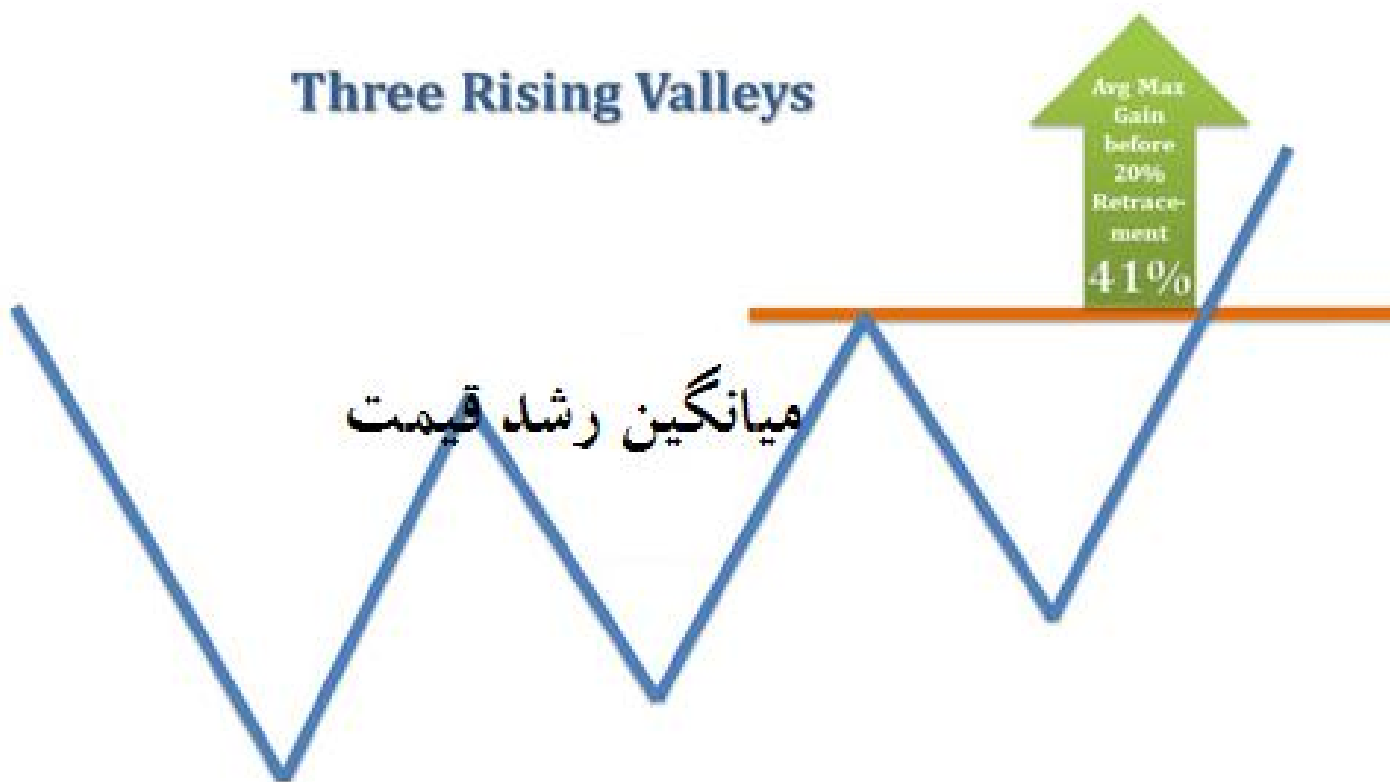 Three Rising Valleys
Avg Max
Gain
before
20%
Retrace-
ment
41%
میانگین رشد قیمت